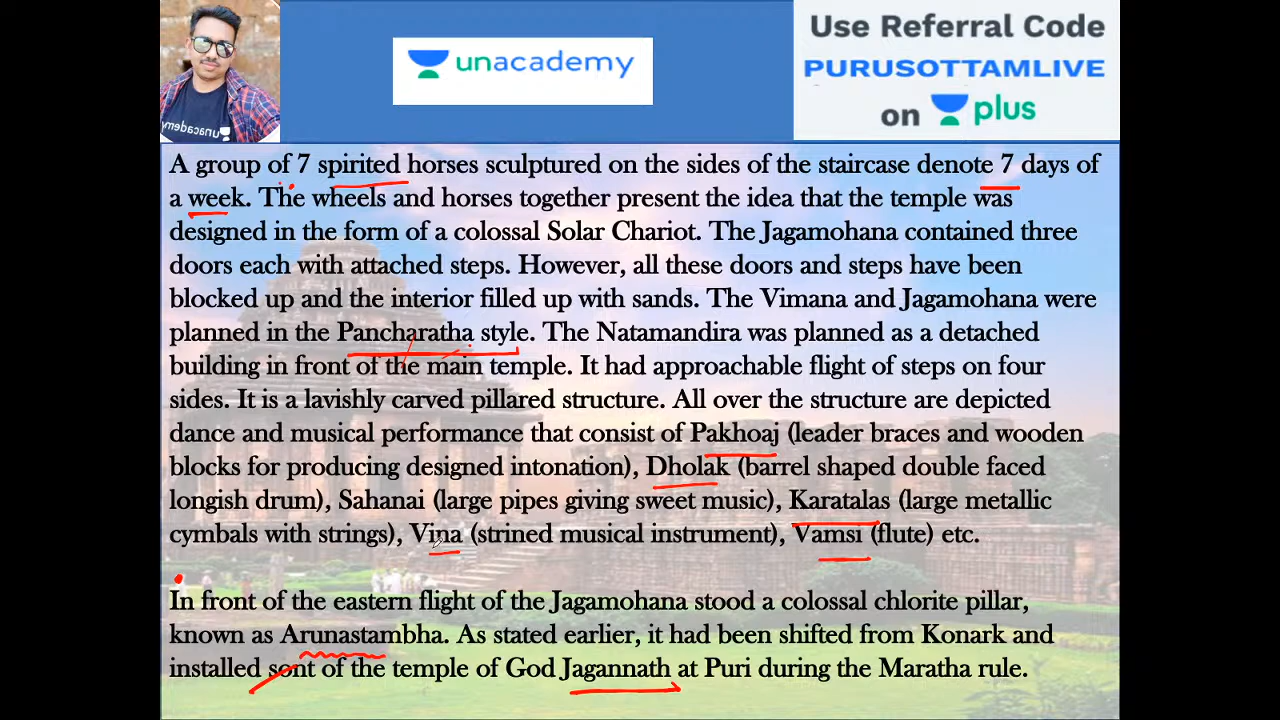 unacademy
unacademy
Use Referral Code
PURUSOTTAMLIVE
on plus
A group of 7 spirited horses sculptured on the sides of the staircase denote 7 days of
a week. The wheels and horses together present the idea that the temple was
designed in the form of a colossal Solar Chariot. The Jagamohana contained three
doors each with attached steps. However, all these doors and steps have been
blocked up and the interior filled up with sands. The Vimana and Jagamohana were
planned in the Pancharatha style. The Natamandira was planned as a detached
building in front of the main temple. It had approachable flight of steps on four
sides. It is a lavishly carved pillared structure. All over the structure are depicted
dance and musical performance that consist of Pakhoaj (leader braces and wooden
blocks for producing designed intonation), Dholak (barrel shaped double faced
longish drum), Sahanai (large pipes giving sweet music), Karatalas (large metallic
cymbals with strings), Vina (strined musical instrument), Vamsi (flute) etc.
In front of the eastern flight of the Jagamohana stood a colossal chlorite pillar,
known as Arunastambha. As stated earlier, it had been shifted from Konark and
installed sont of the temple of God Jagannath at Puri during the Maratha rule.